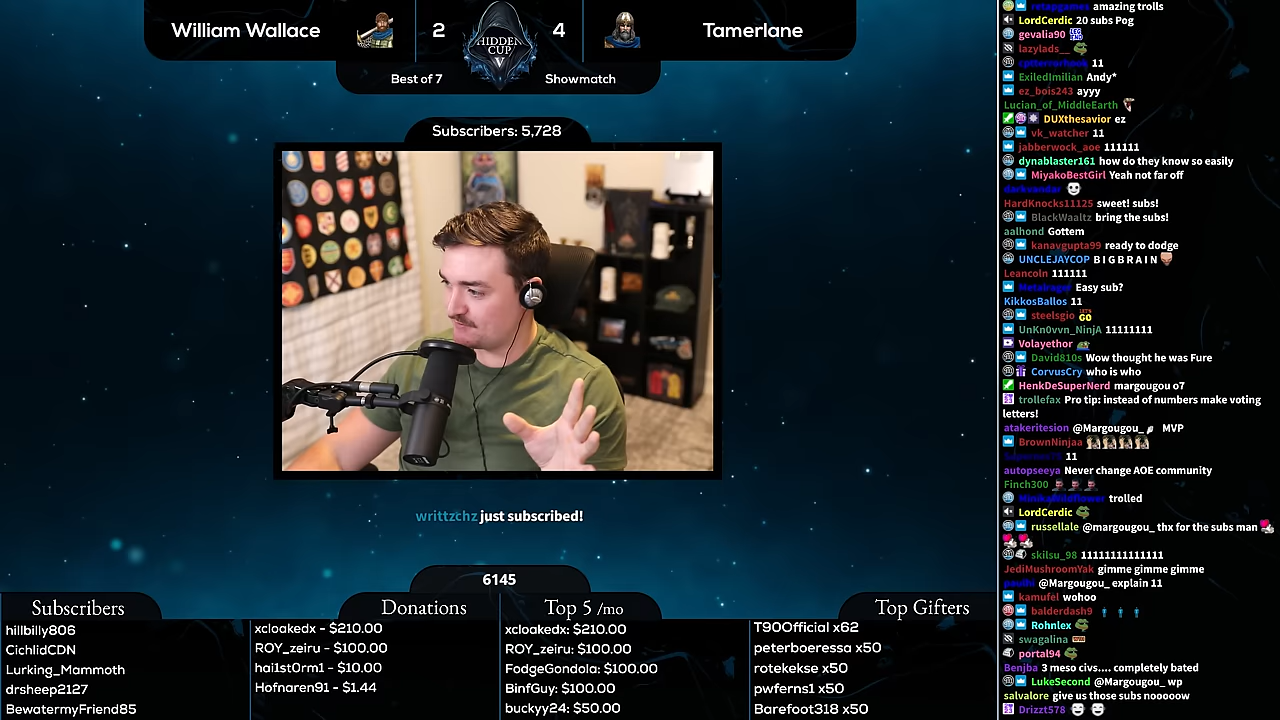 William Wallace
2
HIDDEN
CUP
V
4
Tamerlane
Best of 7
Showmatch
Subscribers: 5,728
writtzchz just subscribed!
6145
Subscribers
hillbilly806
CichlidCDN
Lurking_Mammoth
drsheep2127
BewatermyFriend85
Donations
xcloakedx - $210.00
ROY_zeiru - $100.00
hai1st0rm1 - $10.00
Hofnaren91 - $1.44
Top 5 /mo
xcloakedx: $210.00
ROY_zeiru: $100.00
FodgeGondola: $100.00
BinfGuy: $100.00
buckyy24: $50.00
Top Gifters
T90Official x62
peterboeressa x50
rotekekse x50
pwferns1 x50
Barefoot318 x50
retapgames amazing trolls
LordCerdic 20 subs Pog
gevalia90
lazylads__
11
ExiledImilian Andy*
ez_bois243 ayyy
Lucian_of_MiddleEarth
DUXthesavior ez
vk_watcher 11
jabberwock_aoe 111111
dynablaster161 how do they know so easily
MiyakoBestGirl Yeah not far off
darkvandar
HardKnocks11125 sweet! subs!
BlackWaaltz bring the subs!
aalhond Gottem
kanavgupta99 ready to dodge
UNCLEJAYCOP B I G B R A I N
Leancoln 111111
Easy sub?
KikkosBallos 11
steelsgio GO
UnKn0vvn_NinjA 11111111
Volayethor
David810s Wow thought he was Fure
CorvusCry who is who
HenkDeSuperNerd margougou o7
trollefax Pro tip: instead of numbers make voting
letters!
atakeritesion @Margougou_ MVP
BrownNinjaa
11
autopseeya Never change AOE community
Finch300
MinikaWildflower trolled
LordCerdic
russellale @margougou_ thx for the subs man
skilsu_98 11111111111111
JediMushroomYak gimme gimme gimme
paulhi @Margougou_ explain 11
kamufel wohoo
balderdash9
Rohnlex
swagalina
portal94
Benjba 3 meso civs.... completely bated
LukeSecond @Margougou_ wp
salvalore give us those subs nooooow
Drizzt578